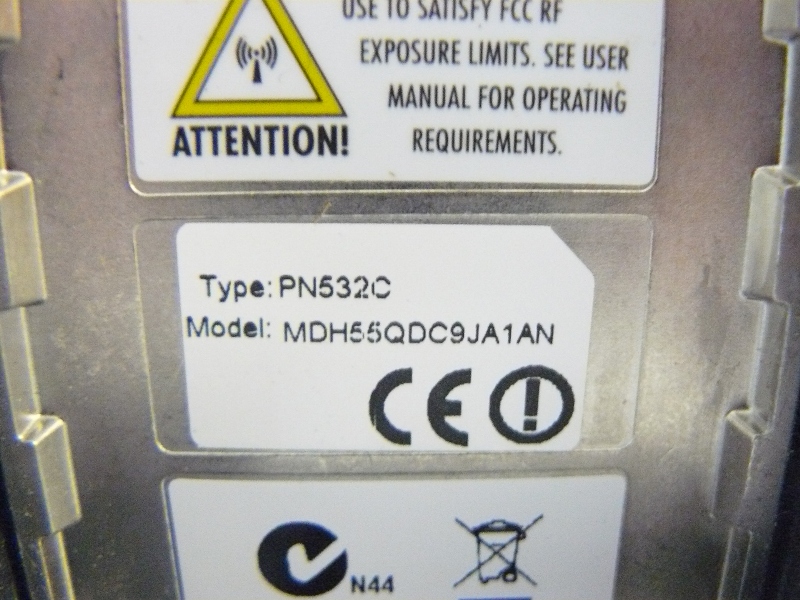 USE TO SATISFY FCC RF
EXPOSURE LIMITS. SEE USER
MANUAL FOR OPERATING
REQUIREMENTS.
ATTENTION!
Type: PN532C
Model: MDH55QDC9JA1AN
CE
N44